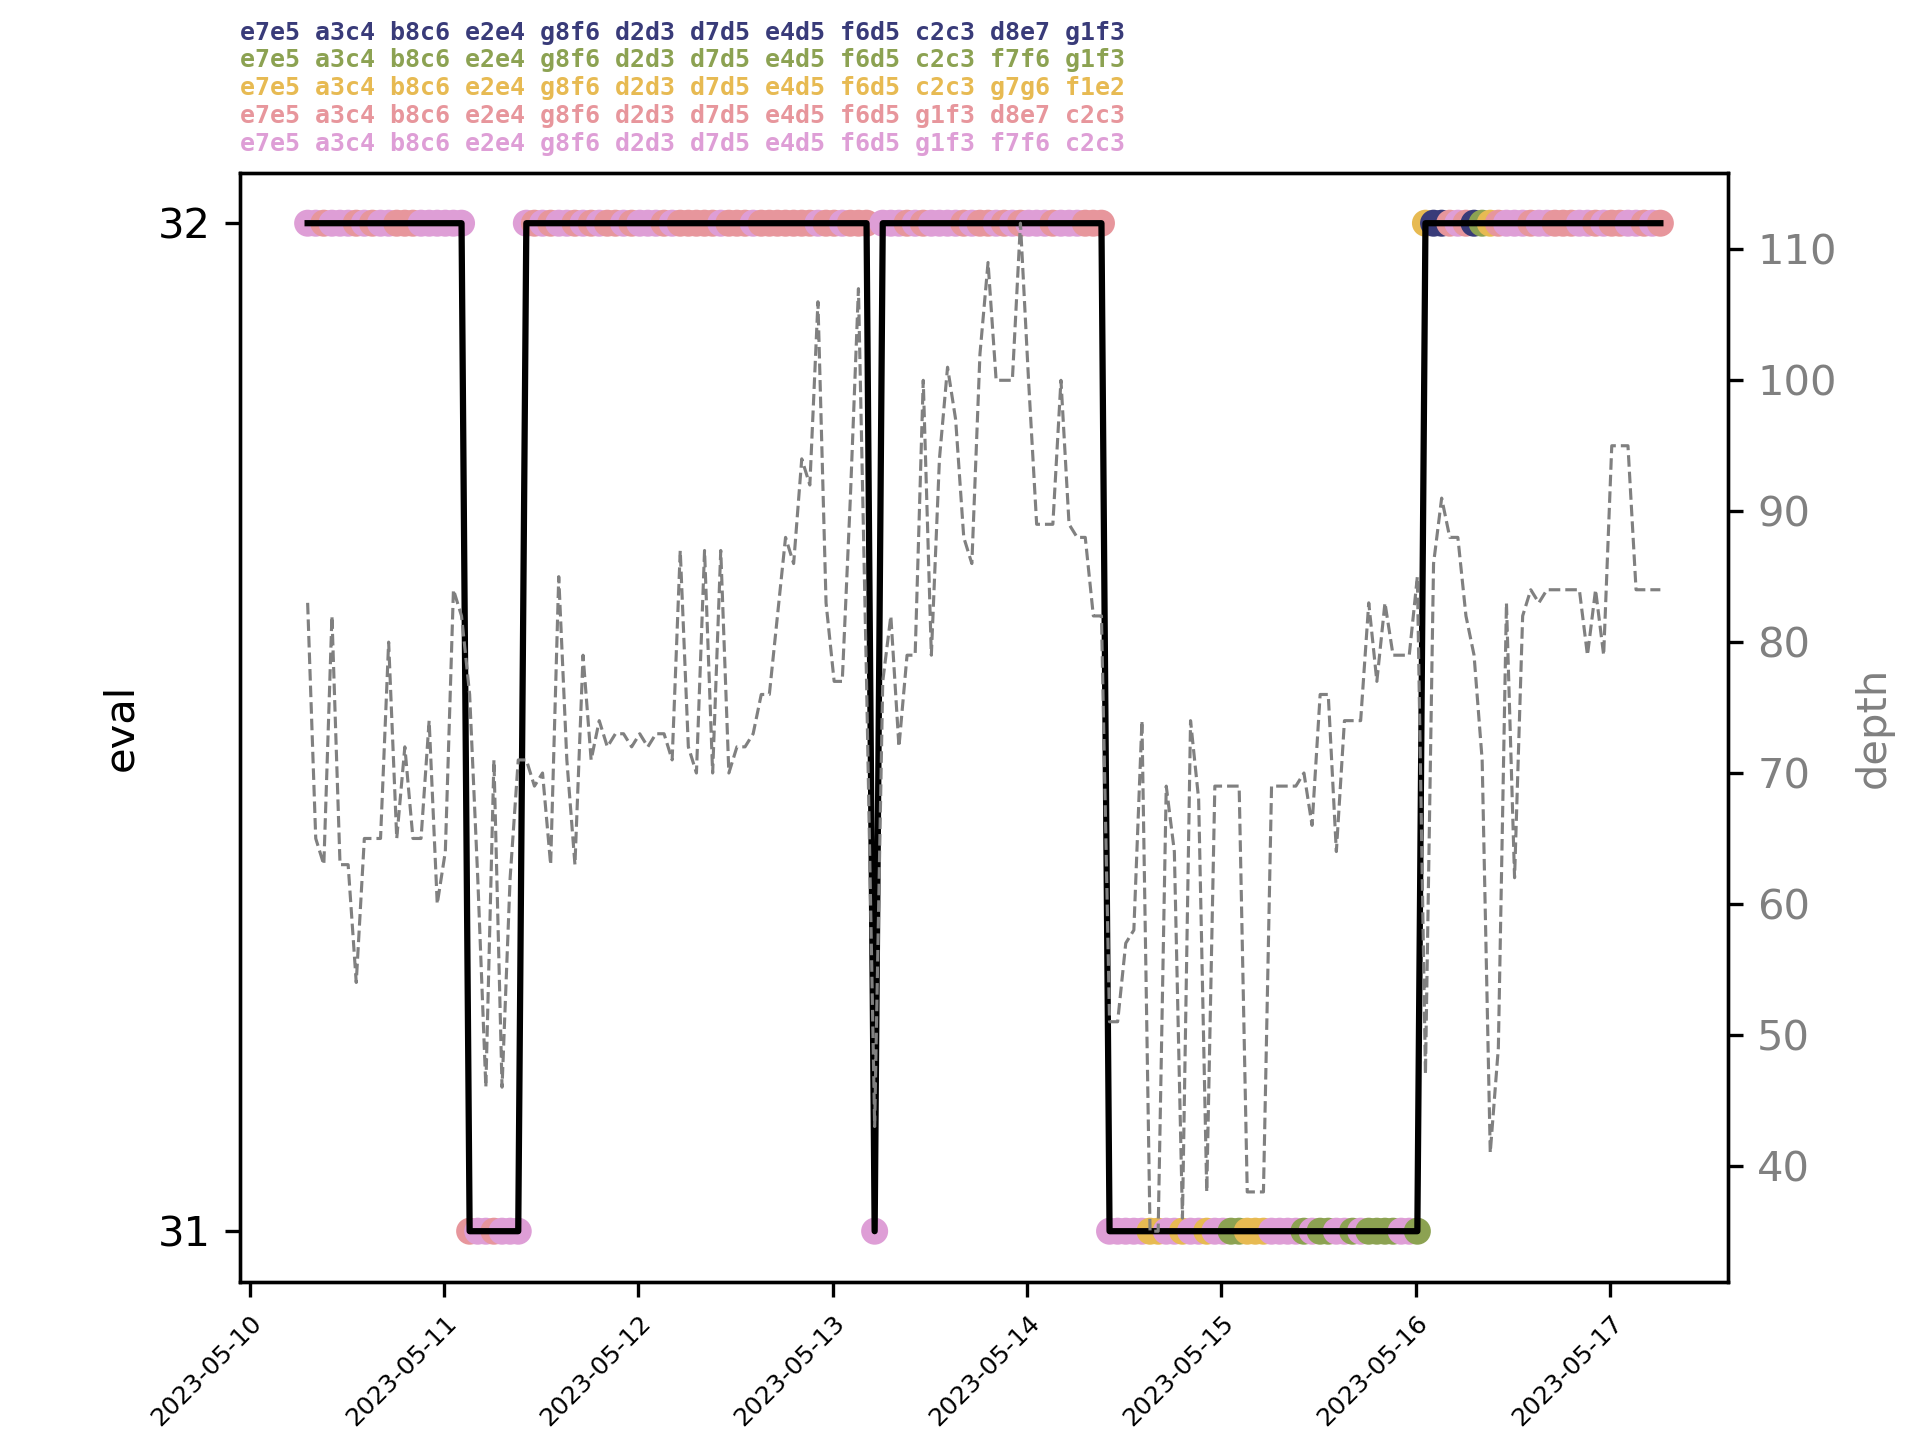 e7e5 a3c4 b8c6 e2e4 g8f6 d2d3 d7d5 e4d5 f6d5 c2c3 d8e7 g1f3
e7e5 a3c4 b8c6 e2e4 g8f6 d2d3 d7d5 e4d5 f6d5 c2c3 f7f6 g1f3
e7e5 a3c4 b8c6 e2e4 g8f6 d2d3 d7d5 e4d5 f6d5 c2c3 g7g6 f1e2
e7e5 a3c4 b8c6 e2e4 g8f6 d2d3 d7d5 e4d5 f6d5 g1f3 d8e7 c2c3
e7e5 a3c4 b8c6 e2e4 g8f6 d2d3 d7d5 e4d5 f6d5 g1f3 f7f6 c2c3
32
31
eval
110
100
90
80
70
60
50
40
depth
2023-05-10
2023-05-11
2023-05-12
2023-05-13
2023-05-14
2023-05-15
2023-05-16
2023-05-17